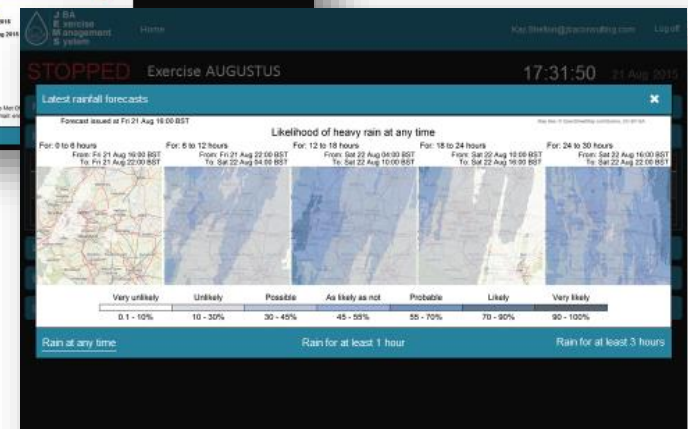 2015
Aug 2015
J BA
E xercise
M anagement
S ystem
Home
Log off
STOPPED Exercise AUGUSTUS
17:31:50 21 Aug 2015
Latest rainfall forecasts
Forecast issued at Fri 21 Aug 16:00 BST
Likelihood of heavy rain at any time
For: 0 to 6 hours
From: Fri 21 Aug 16:00 BST
To: Fri 21 Aug 22:00 BST
For: 6 to 12 hours
From: Fri 21 Aug 22:00 BST
To: Sat 22 Aug 04:00 BST
For: 12 to 18 hours
From: Sat 22 Aug 04:00 BST
To: Sat 22 Aug 10:00 BST
For: 18 to 24 hours
From: Sat 22 Aug 10:00 BST
To: Sat 22 Aug 16:00 BST
For: 24 to 30 hours
From: Sat 22 Aug 16:00 BST
To: Sat 22 Aug 22:00 BST
Very unlikely Unlikely Possible As likely as not Probable Likely Very likely
0.1 - 10% 10 - 30% 30 - 45% 45 - 55% 55 - 70% 70 - 90% 90 - 100%
Rain at any time Rain for at least 1 hour Rain for at least 3 hours